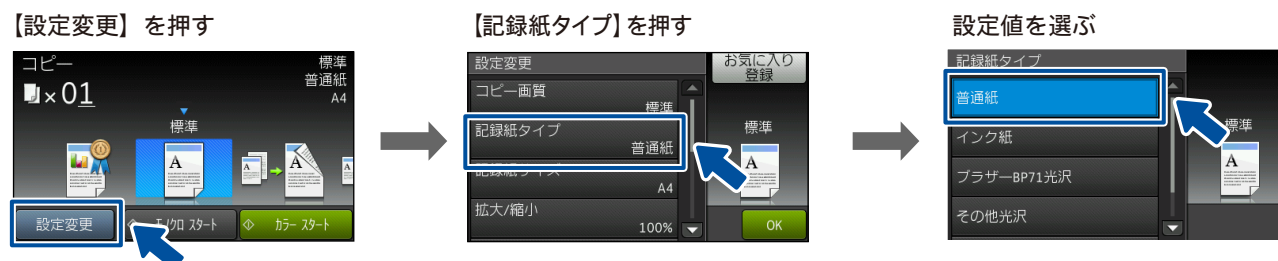 【設定変更】を押す
コピー
標準
普通紙
×01
A4
標準
A
A
A
A
設定変更
モノクロ スタート
カラー スタート
【記録紙タイプ】を押す
設定変更
お気に入り
登録
コピー画質
標準
記録紙タイプ
普通紙
標準
記録紙サイズ
A4
A
拡大/縮小
100%
OK
設定値を選ぶ
記録紙タイプ
普通紙
標準
インク紙
A
ブラザーBP71光沢
その他光沢